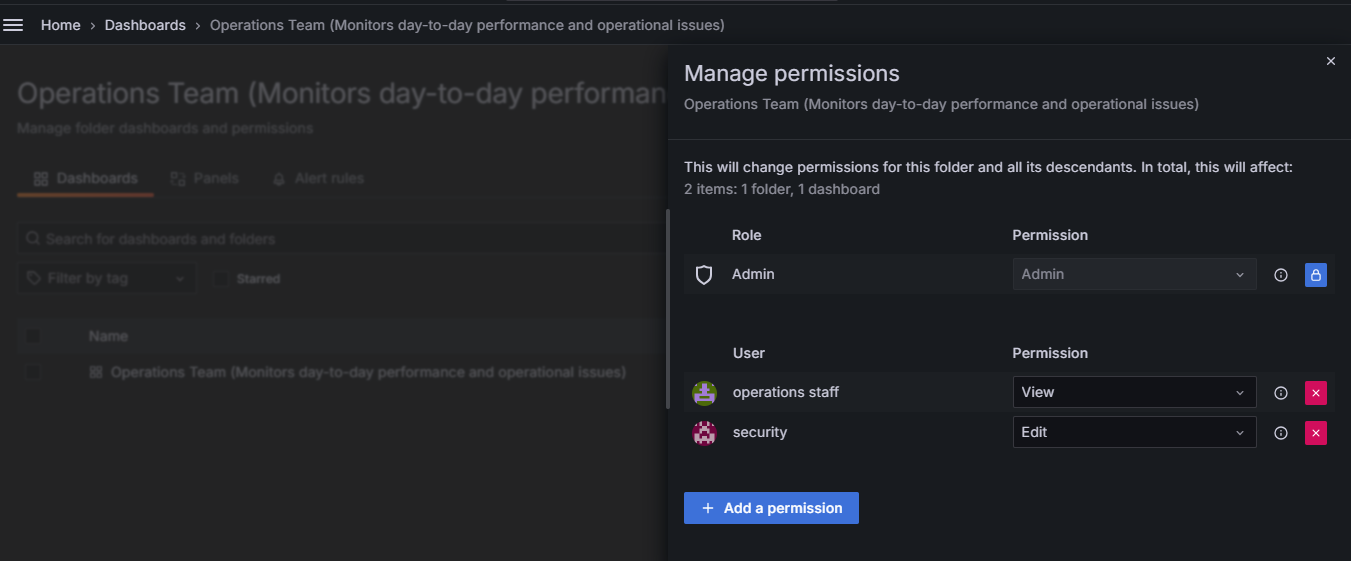 Home › Dashboards › Operations Team (Monitors day-to-day performance and operational issues)
Operations Team (Monitors day-to-day performan
Manage folder dashboards and permissions
Dashboards Panels Alert rules
Search for dashboards and folders
Filter by tag Starred
Name
Operations Team (Monitors day-to-day performance and operational issues)
Manage permissions
Operations Team (Monitors day-to-day performance and operational issues)
This will change permissions for this folder and all its descendants. In total, this will affect:
2 items: 1 folder, 1 dashboard
Role Permission
Admin Admin
User Permission
operations staff View
security Edit
+ Add a permission